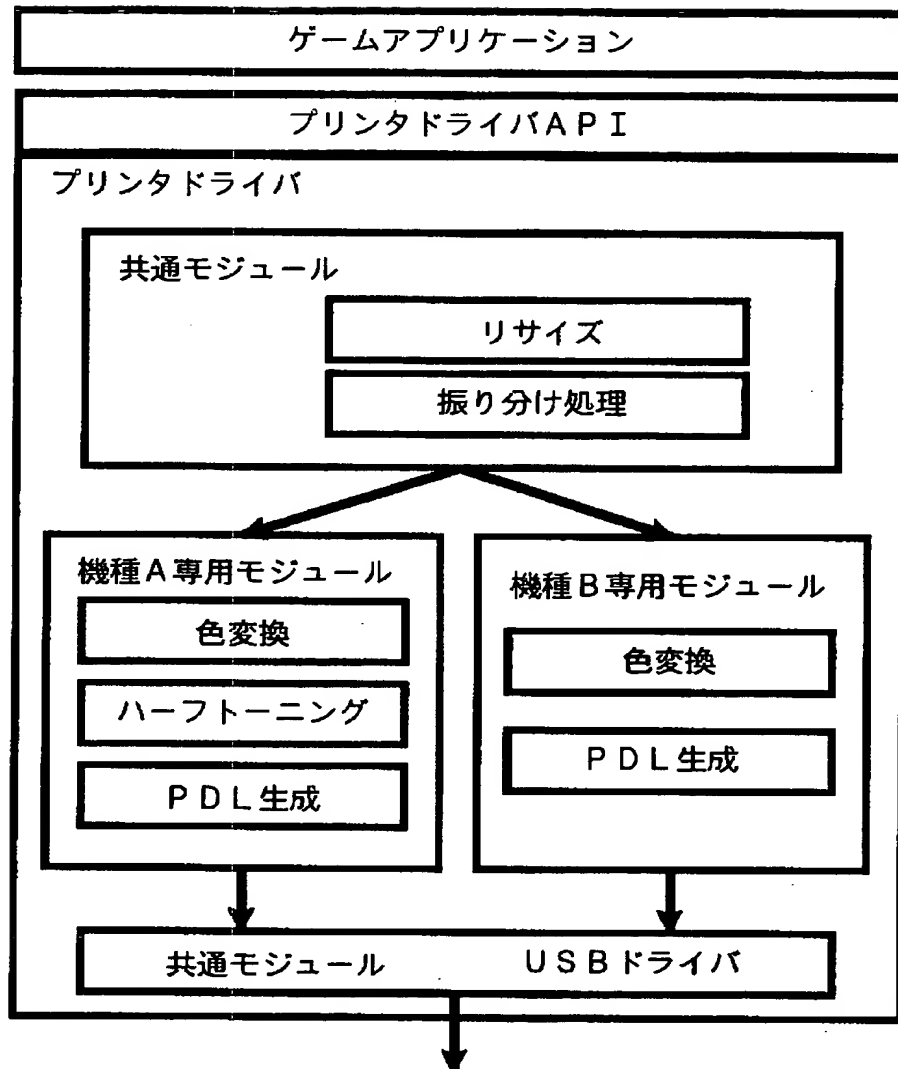 ゲームアプリケーション
プリンタドライバAPI
プリンタドライバ
共通モジュール
リサイズ
振り分け処理
機種A専用モジュール
色変換
ハーフトーニング
PDL生成
機種B専用モジュール
色変換
PDL生成
共通モジュール USBドライバ